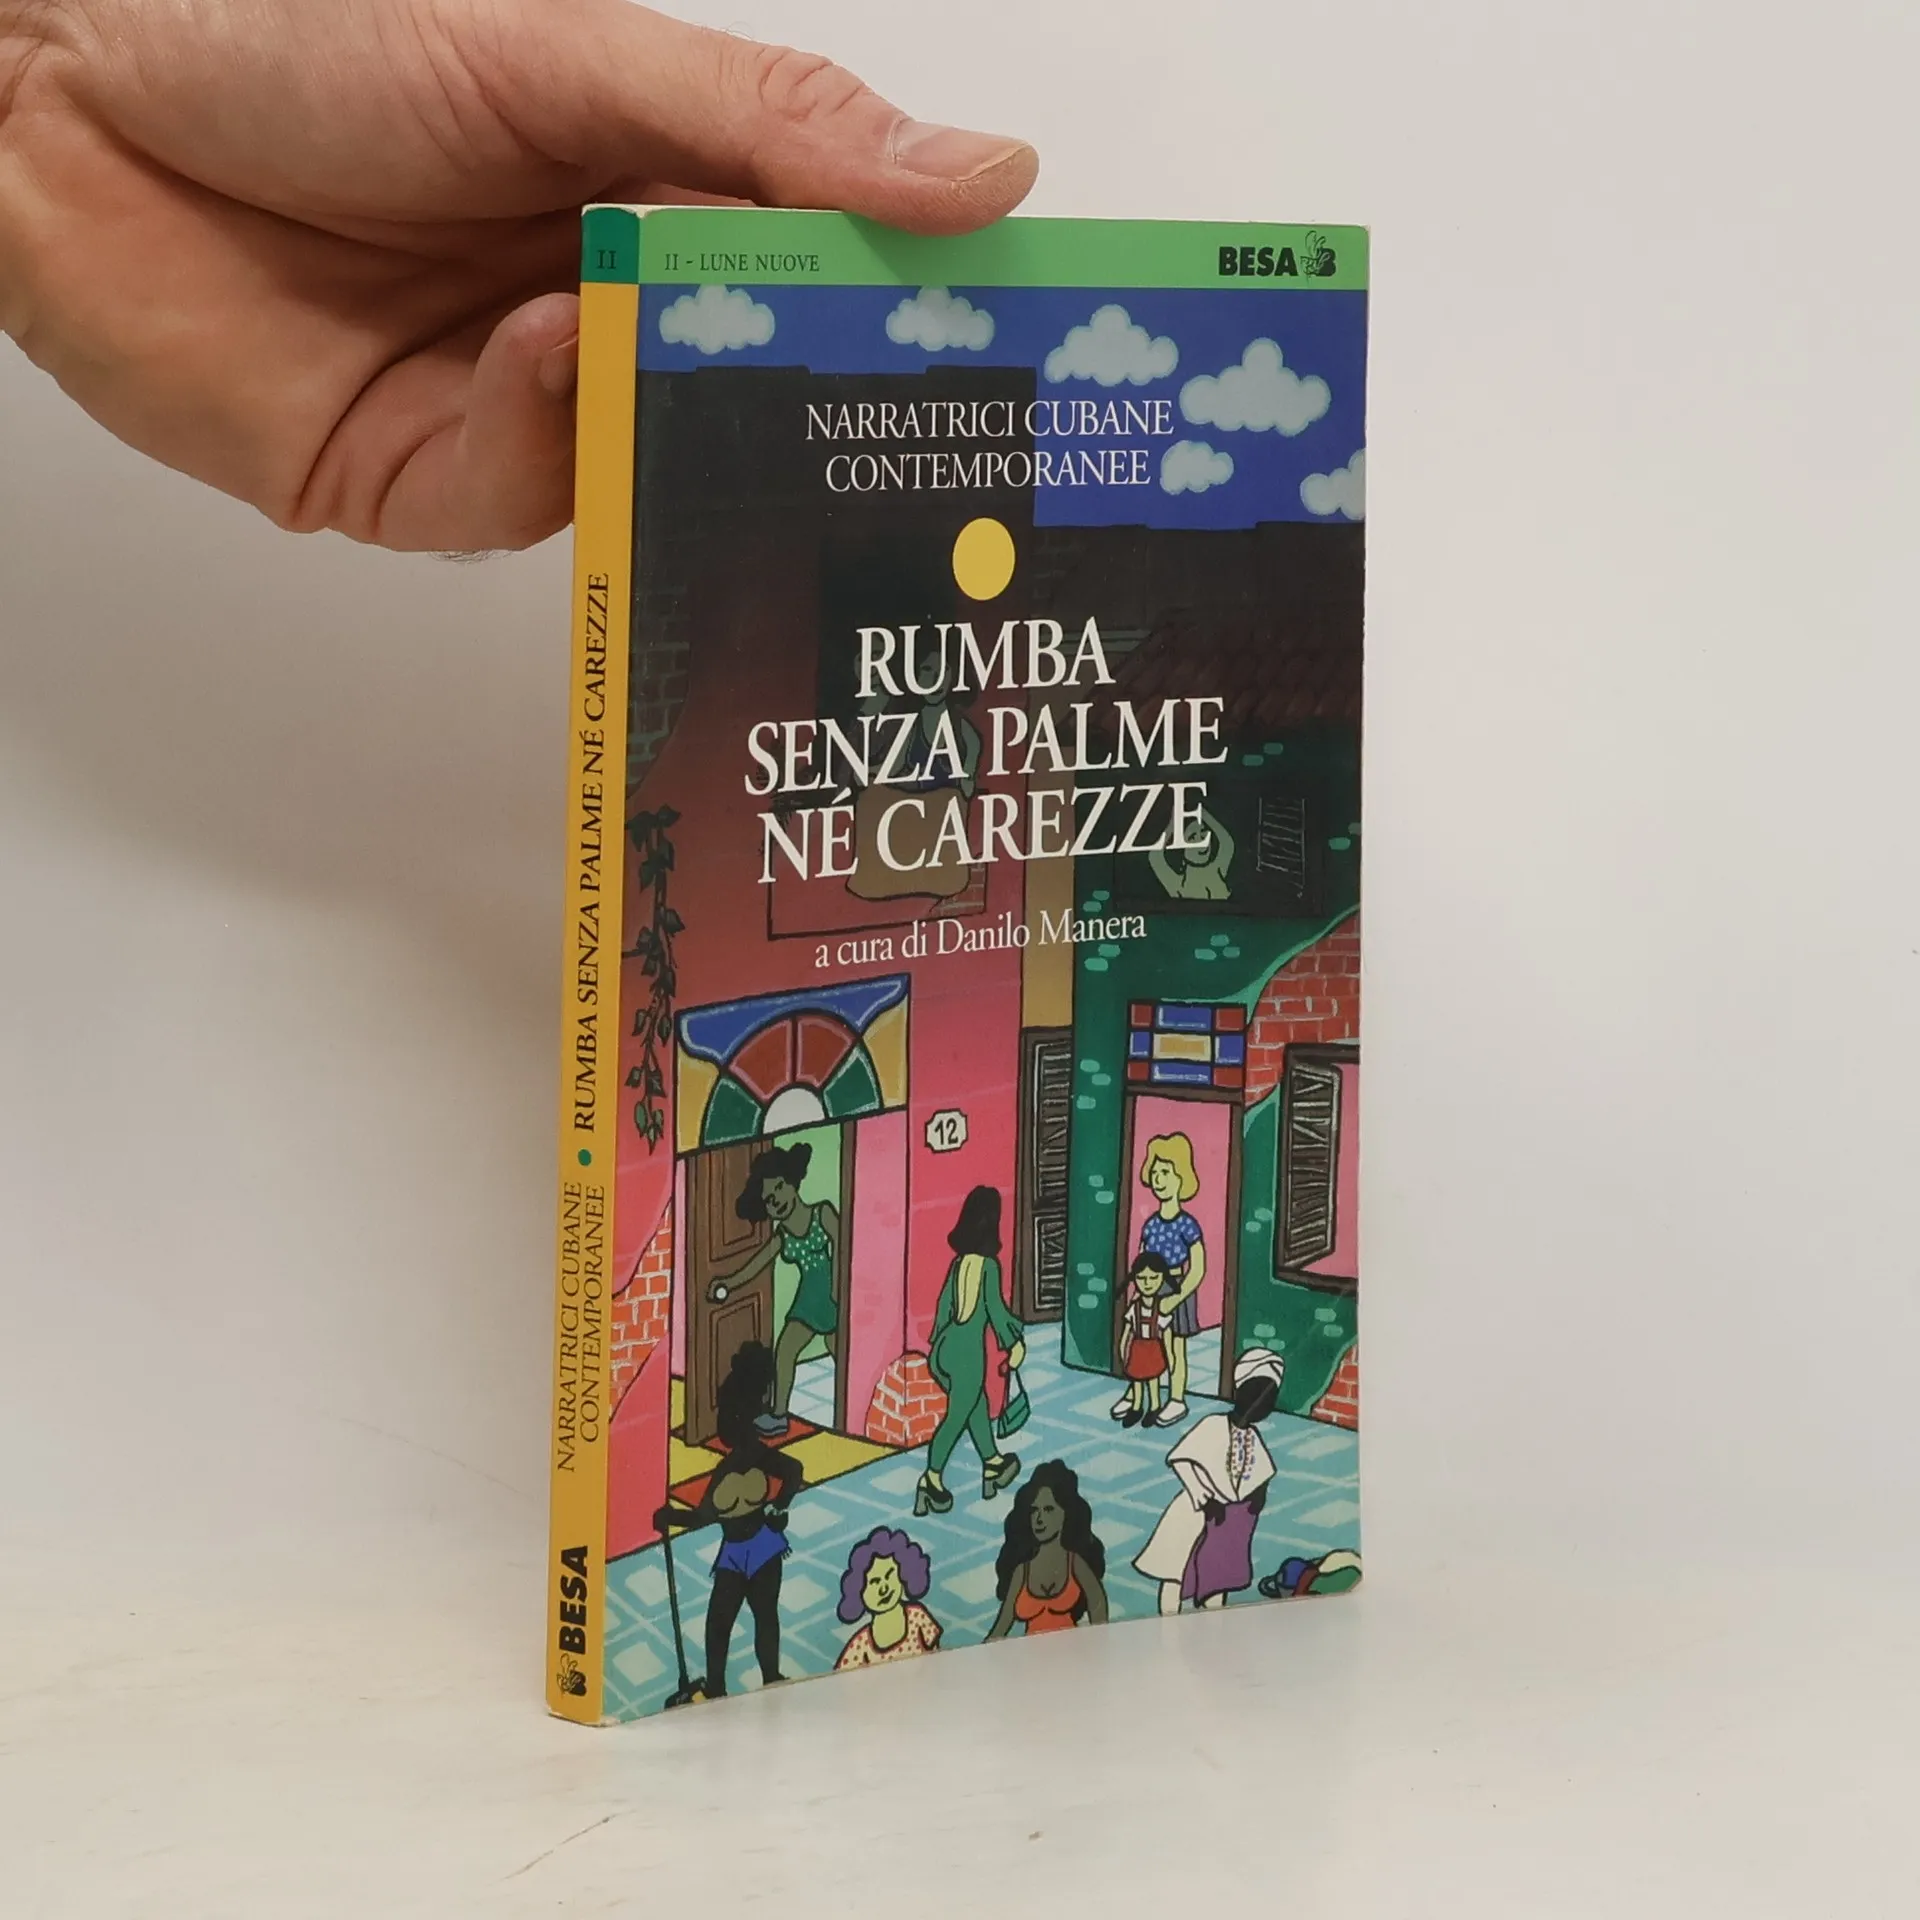 II
II - LUNE NUOVE
BESA
NARRATRICI CUBANE
CONTEMPORANEE
RUMBA
SENZA PALME
NÉ CAREZZE
a cura di Danilo Manera
12
NARRATRICI CUBANE
CONTEMPORANEE
• RUMBA SENZA PALME NÉ CAREZZE
BESA